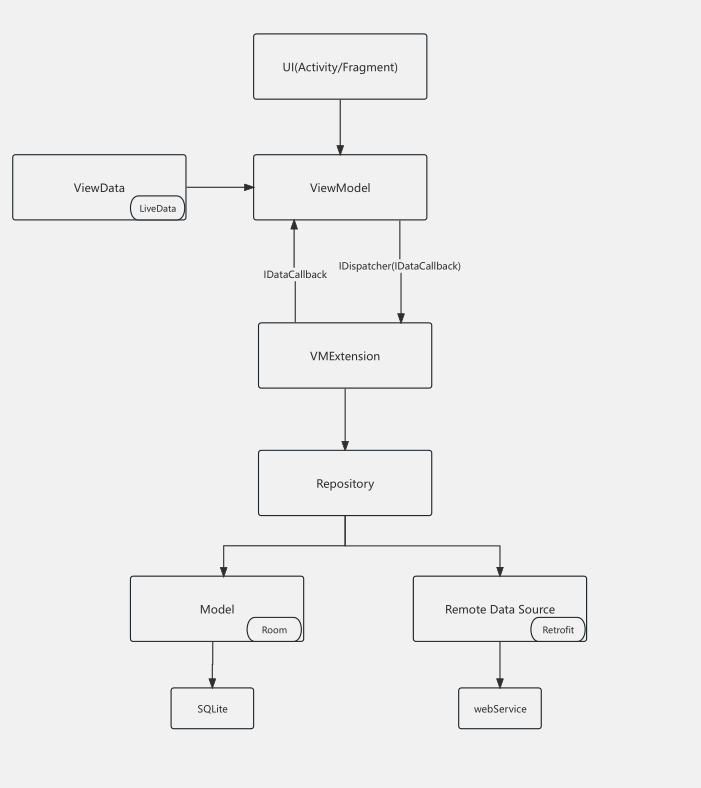 UI(Activity/Fragment)
ViewData
LiveData
ViewModel
IDataCallback
IDispatcher(IDataCallback)
VMExtension
Repository
Model
Room
Remote Data Source
Retrofit
SQLite
webService